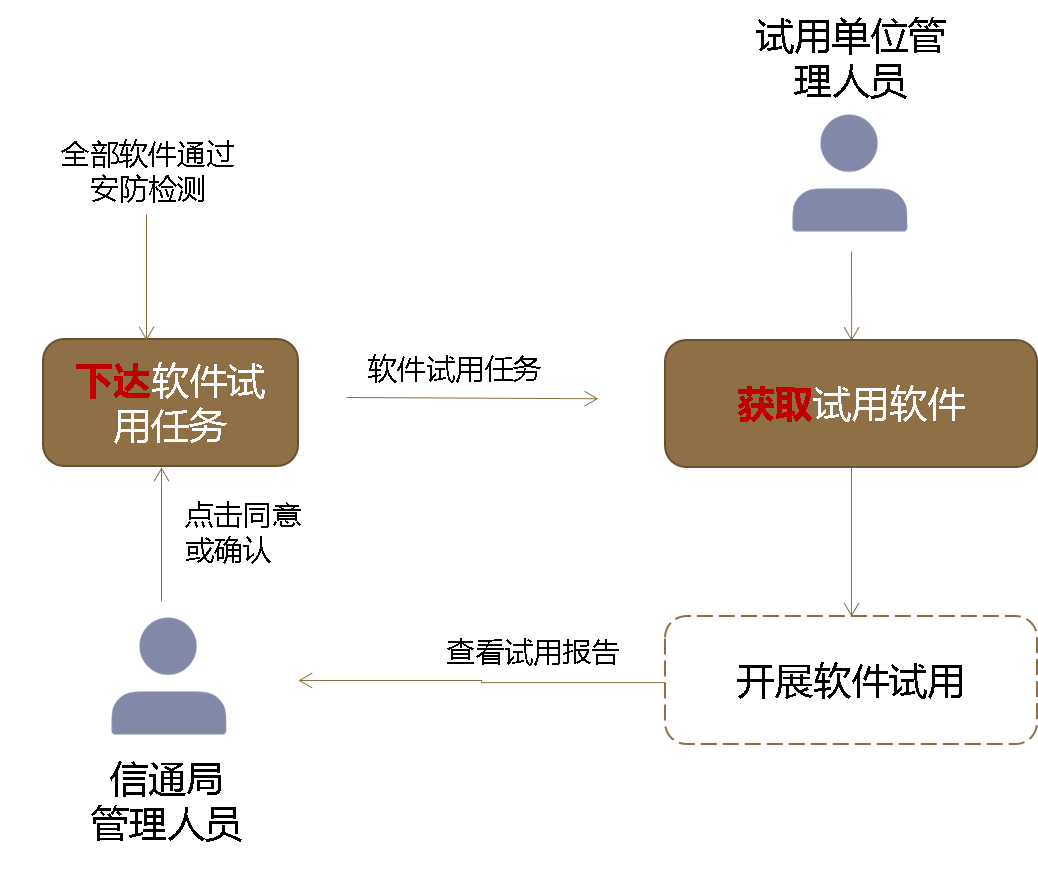 试用单位管
理人员
全部软件通过
安防检测
下达软件试
用任务
软件试用任务
获取试用软件
点击同意
或确认
查看试用报告
开展软件试用
信通局
管理人员